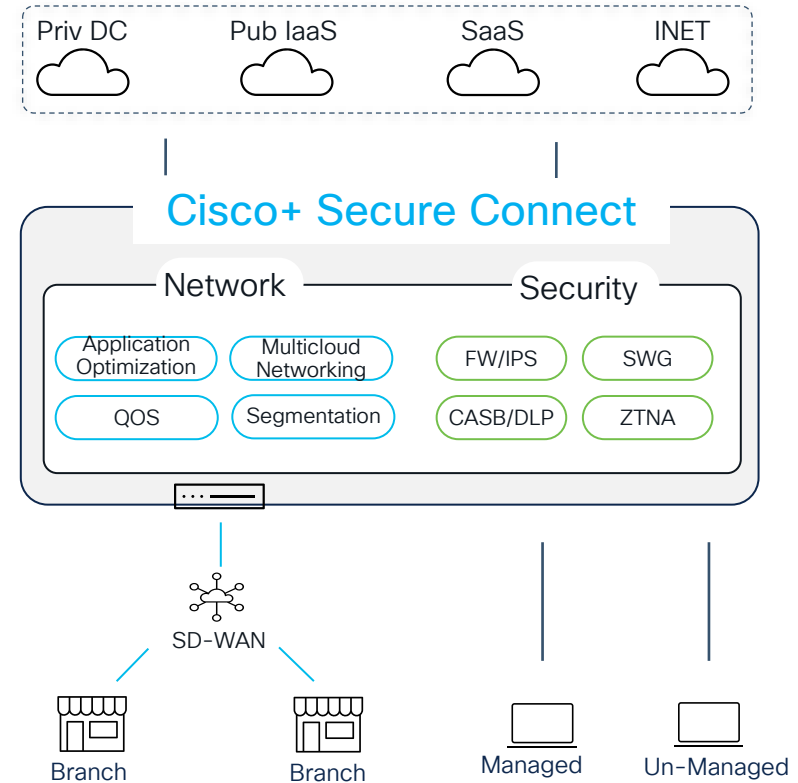 Priv DC
Pub IaaS
SaaS
INET
Cisco+ Secure Connect
Network
Security
Application
Optimization
Multicloud
Networking
FW/IPS
SWG
QOS
Segmentation
CASB/DLP
ZTNA
SD-WAN
Branch
Branch
Managed
Un-Managed